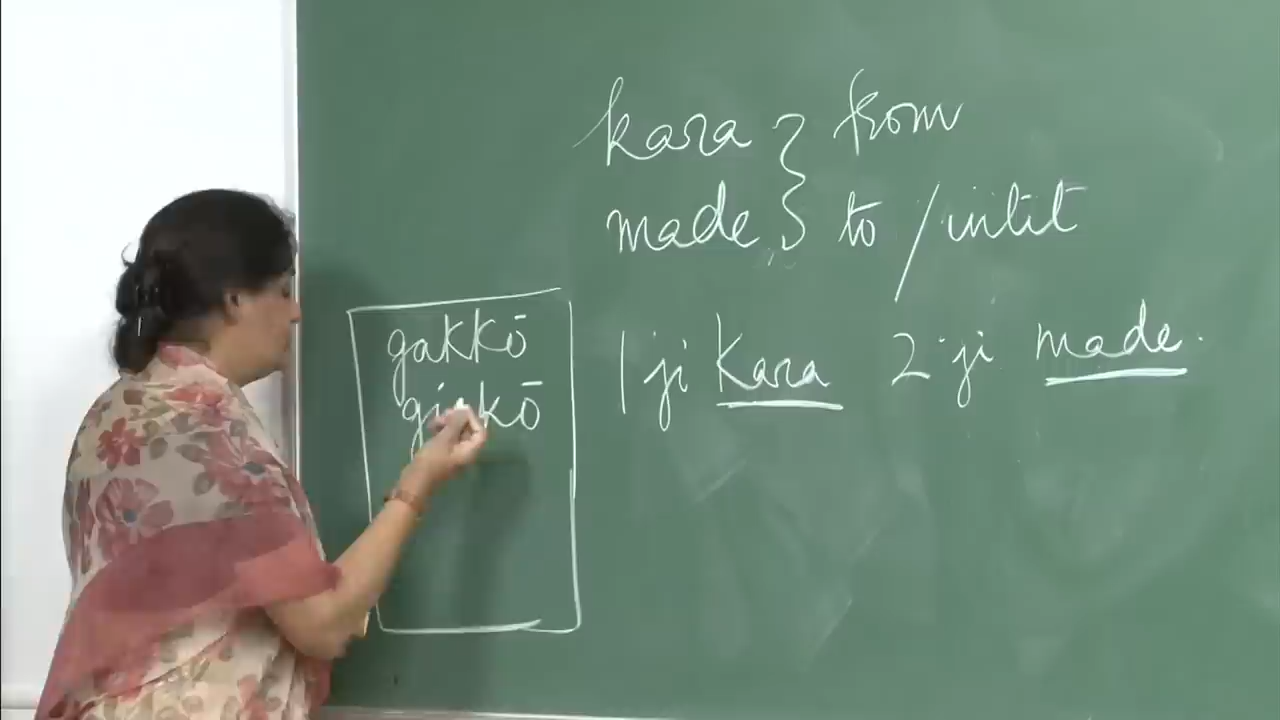 kara } from
made } to / until
1 ji kara 2 ji made.
gakkō